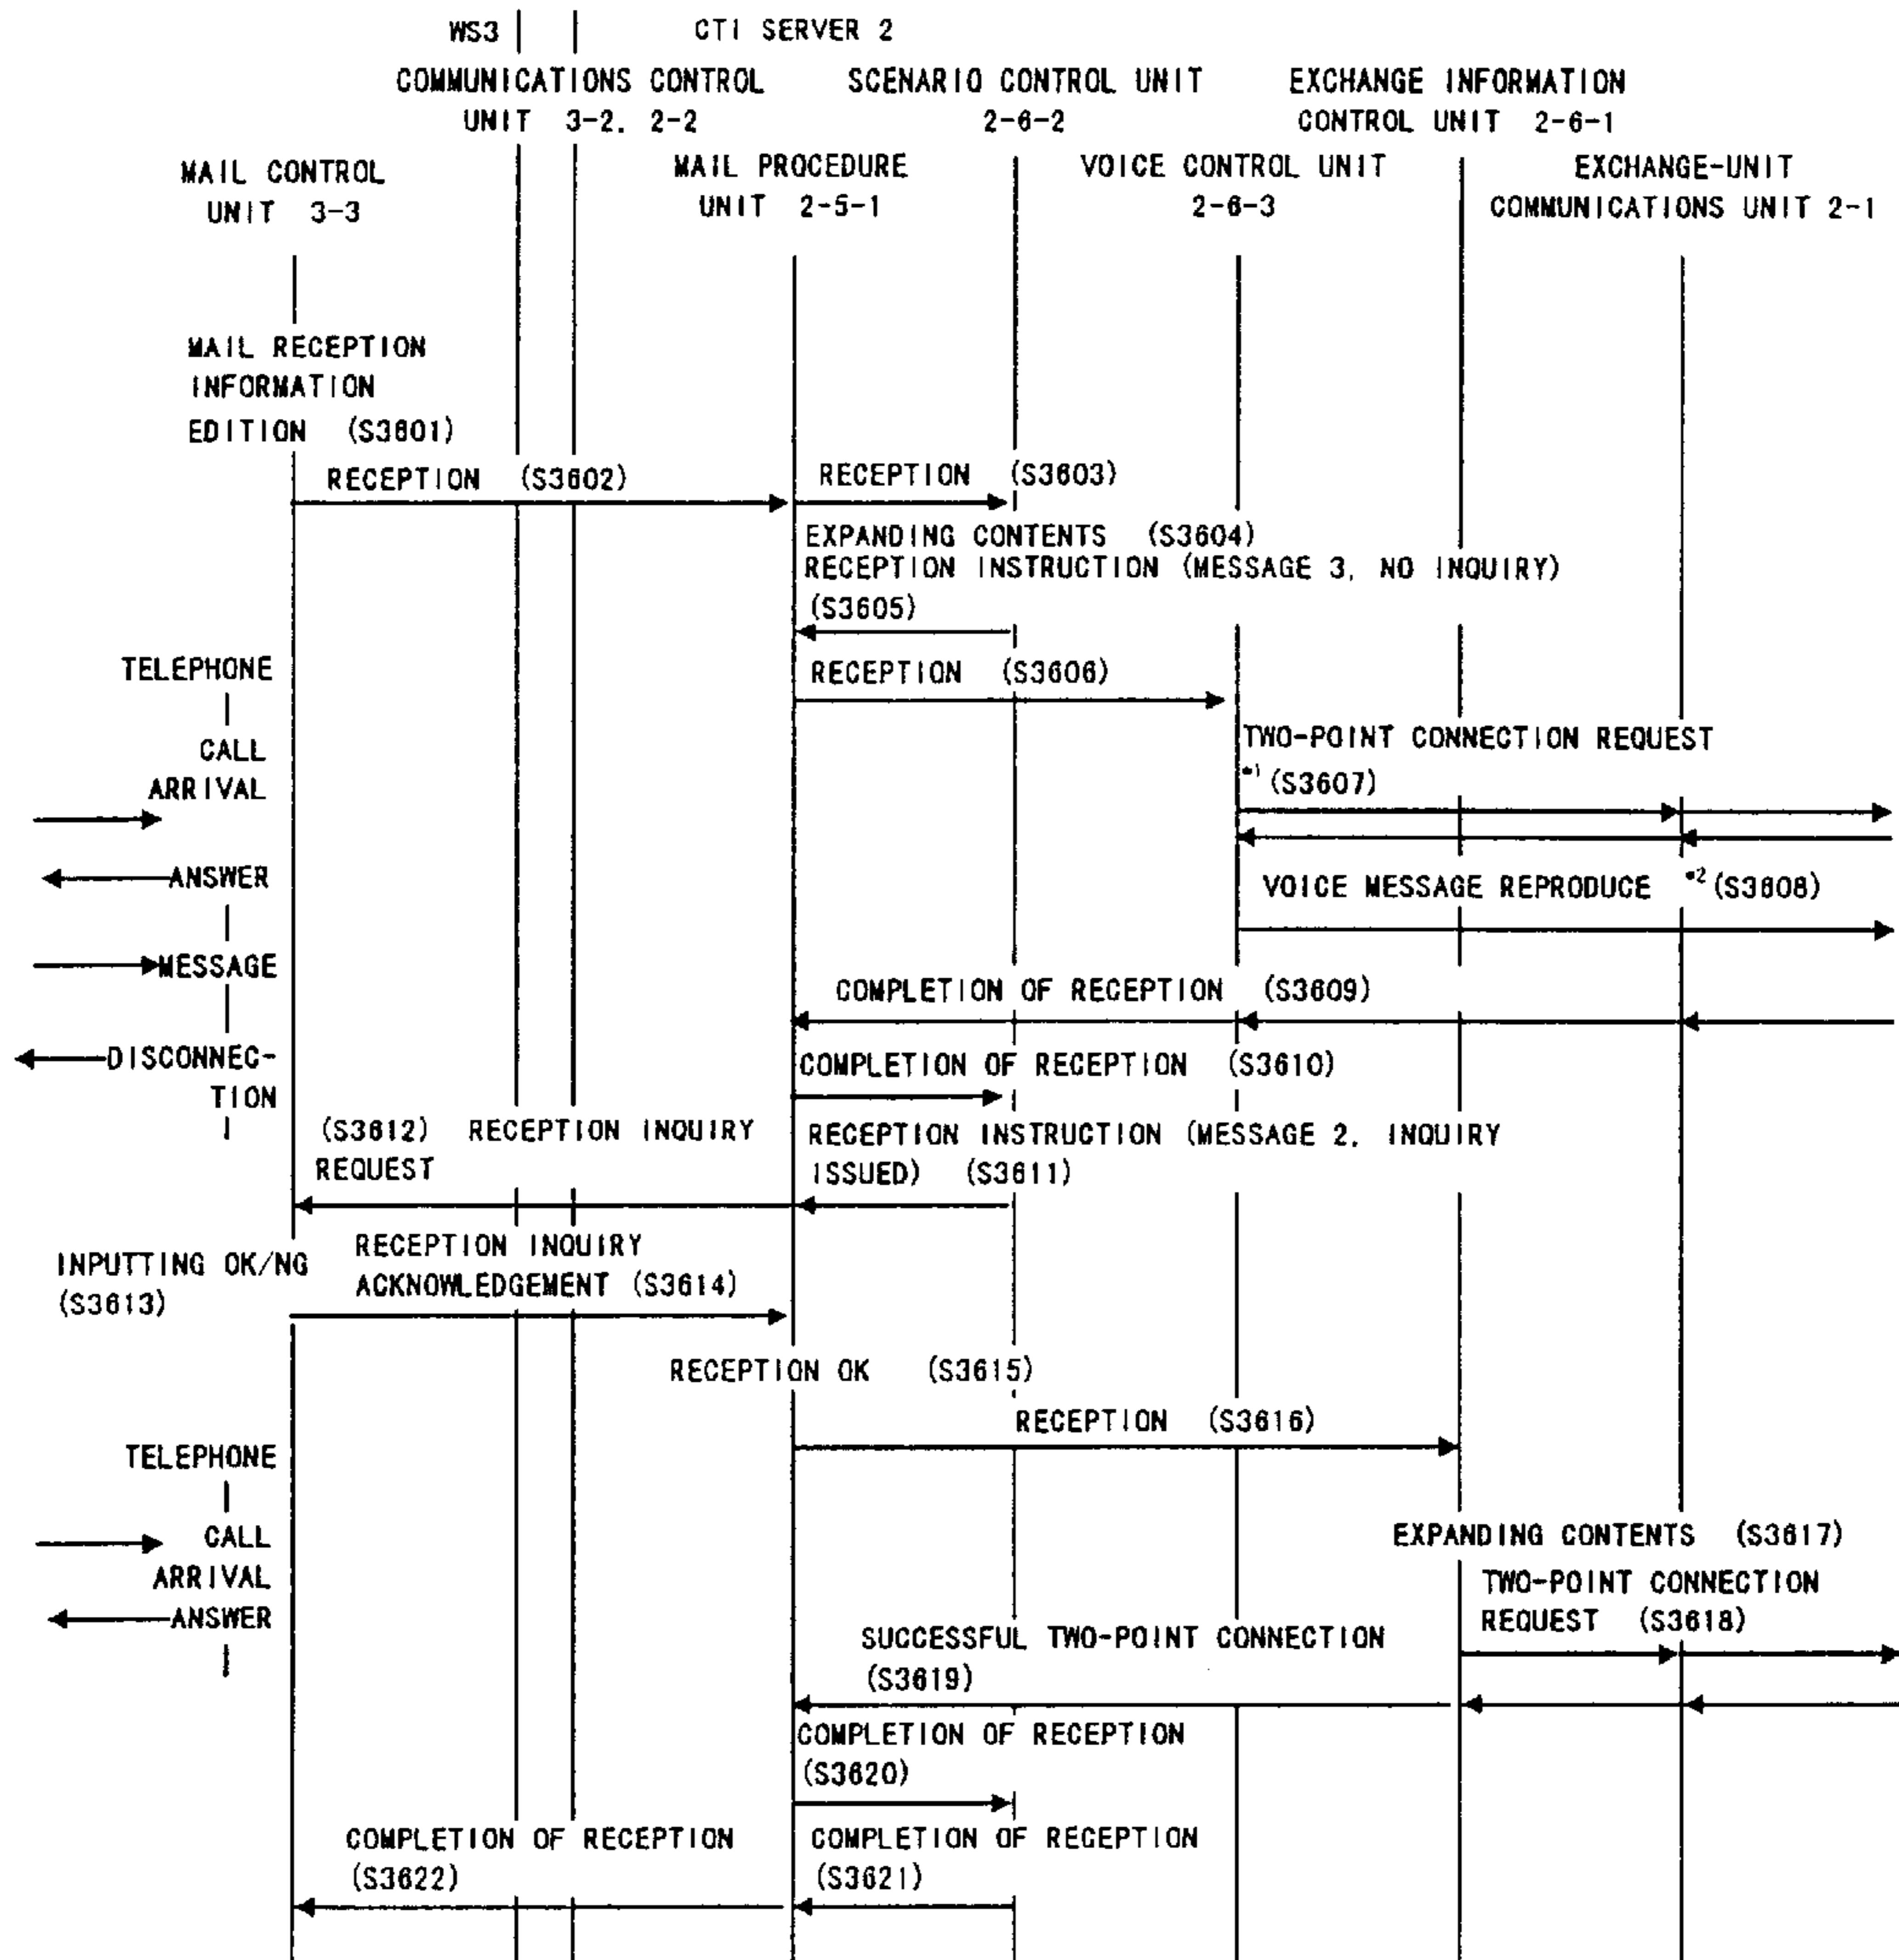 WS3 CTI SERVER 2
COMMUNICATIONS CONTROL SCENARIO CONTROL UNIT EXCHANGE INFORMATION
UNIT 3-2, 2-2 2-6-2 CONTROL UNIT 2-6-1
MAIL CONTROL MAIL PROCEDURE VOICE CONTROL UNIT EXCHANGE-UNIT
UNIT 3-3 UNIT 2-5-1 2-6-3 COMMUNICATIONS UNIT 2-1
MAIL RECEPTION
INFORMATION
EDITION (S3601)
RECEPTION (S3602) RECEPTION (S3603)
EXPANDING CONTENTS (S3604)
RECEPTION INSTRUCTION (MESSAGE 3, NO INQUIRY)
(S3605)
TELEPHONE RECEPTION (S3606)
CALL TWO-POINT CONNECTION REQUEST
ARRIVAL *1 (S3607)
ANSWER VOICE MESSAGE REPRODUCE *2 (S3608)
MESSAGE
COMPLETION OF RECEPTION (S3609)
DISCONNEC- COMPLETION OF RECEPTION (S3610)
TION
(S3612) RECEPTION INQUIRY RECEPTION INSTRUCTION (MESSAGE 2, INQUIRY
REQUEST ISSUED) (S3611)
RECEPTION INQUIRY
INPUTTING OK/NG ACKNOWLEDGEMENT (S3614)
(S3613)
RECEPTION OK (S3615)
RECEPTION (S3616)
TELEPHONE
CALL EXPANDING CONTENTS (S3617)
ARRIVAL TWO-POINT CONNECTION
ANSWER REQUEST (S3618)
SUCCESSFUL TWO-POINT CONNECTION
(S3619)
COMPLETION OF RECEPTION
(S3620)
COMPLETION OF RECEPTION COMPLETION OF RECEPTION
(S3622) (S3621)